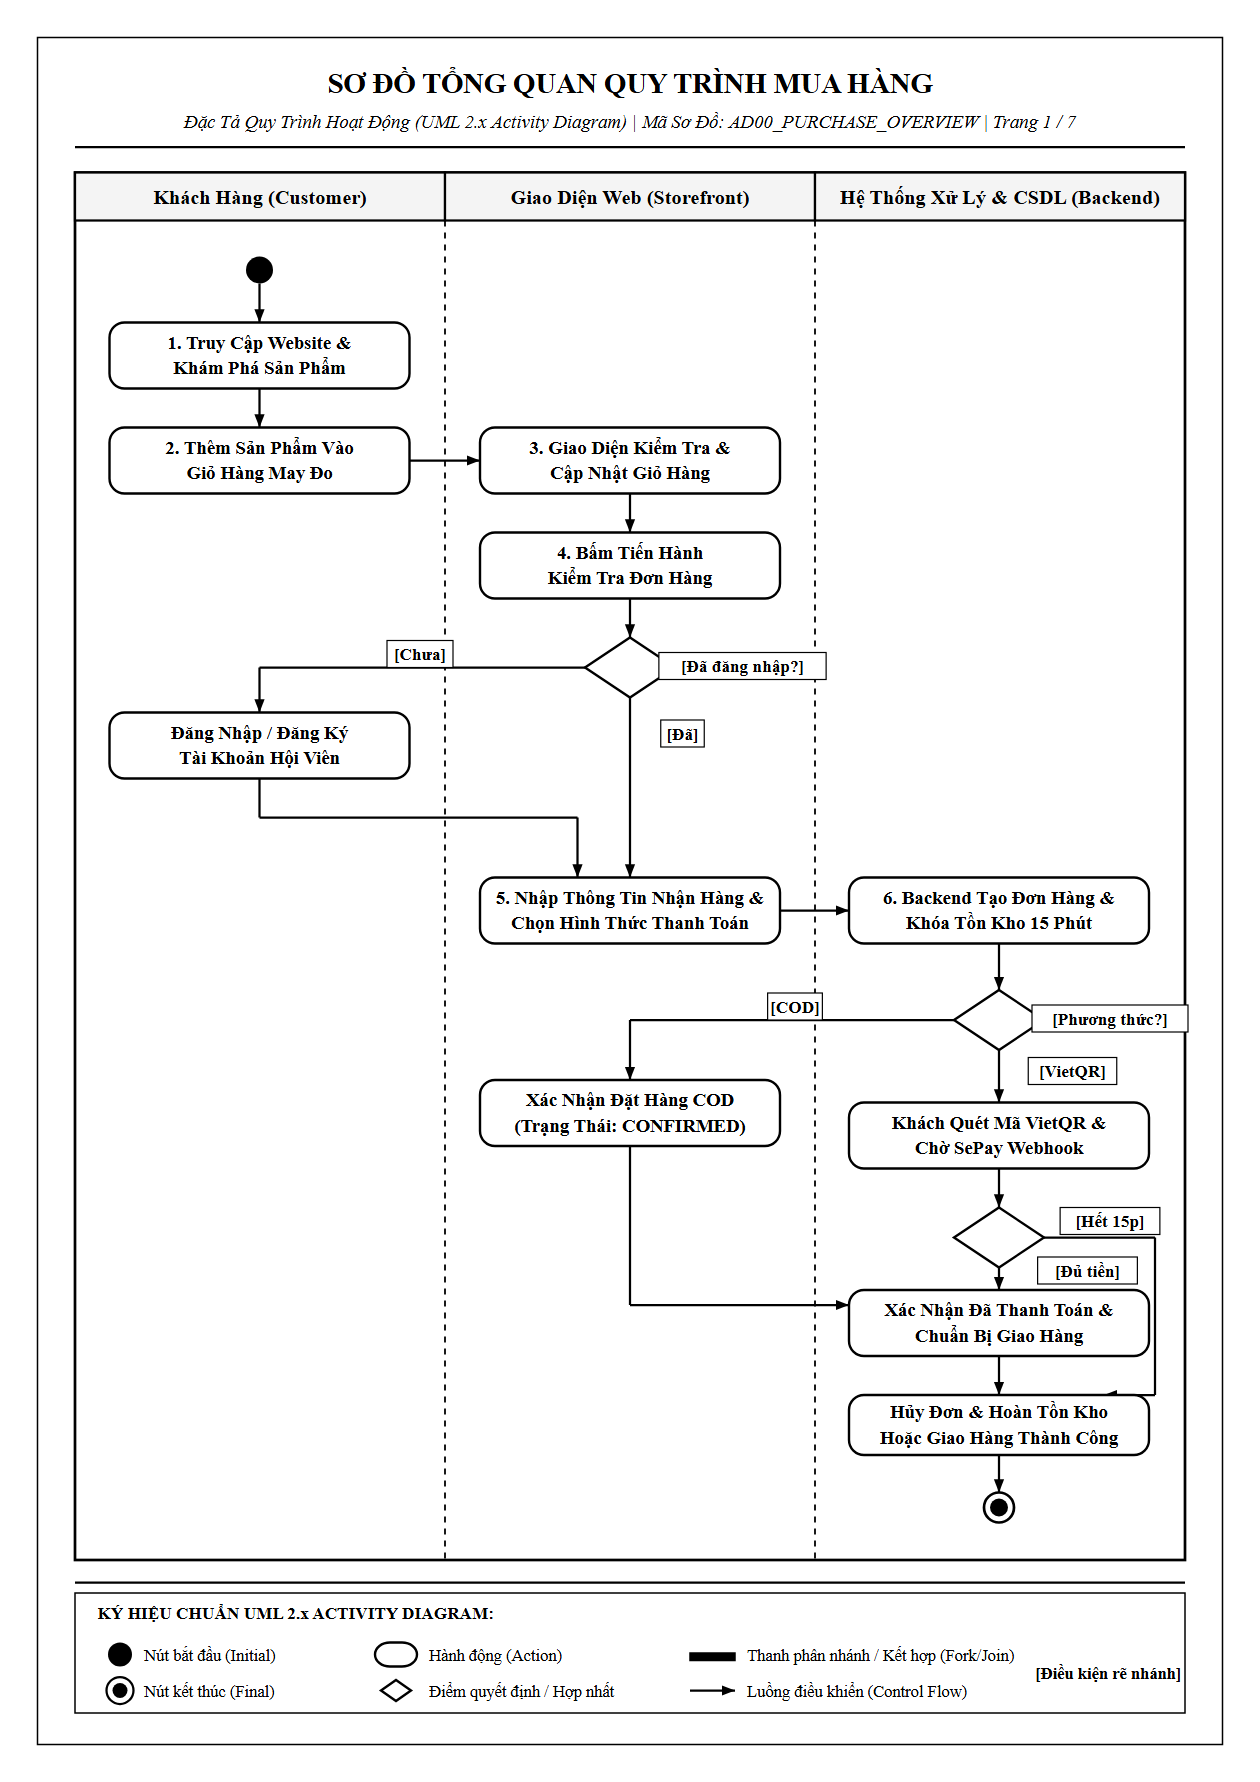 SƠ ĐỒ TỔNG QUAN QUY TRÌNH MUA HÀNG
Đặc Tả Quy Trình Hoạt Động (UML 2.x Activity Diagram) | Mã Sơ Đồ: AD00_PURCHASE_OVERVIEW | Trang 1 / 7
Khách Hàng (Customer)
Giao Diện Web (Storefront)
Hệ Thống Xử Lý & CSDL (Backend)
1. Truy Cập Website &
Khám Phá Sản Phẩm
2. Thêm Sản Phẩm Vào
Giỏ Hàng May Đo
3. Giao Diện Kiểm Tra &
Cập Nhật Giỏ Hàng
4. Bấm Tiến Hành
Kiểm Tra Đơn Hàng
[Chưa]
[Đã đăng nhập?]
[Đã]
Đăng Nhập / Đăng Ký
Tài Khoản Hội Viên
5. Nhập Thông Tin Nhận Hàng &
Chọn Hình Thức Thanh Toán
6. Backend Tạo Đơn Hàng &
Khóa Tồn Kho 15 Phút
[COD]
[Phương thức?]
[VietQR]
Xác Nhận Đặt Hàng COD
(Trạng Thái: CONFIRMED)
Khách Quét Mã VietQR &
Chờ SePay Webhook
[Hết 15p]
[Đủ tiền]
Xác Nhận Đã Thanh Toán &
Chuẩn Bị Giao Hàng
Hủy Đơn & Hoàn Tồn Kho
Hoặc Giao Hàng Thành Công
KÝ HIỆU CHUẨN UML 2.x ACTIVITY DIAGRAM:
Nút bắt đầu (Initial)
Hành động (Action)
Thanh phân nhánh / Kết hợp (Fork/Join)
[Điều kiện rẽ nhánh]
Nút kết thúc (Final)
Điểm quyết định / Hợp nhất
Luồng điều khiển (Control Flow)